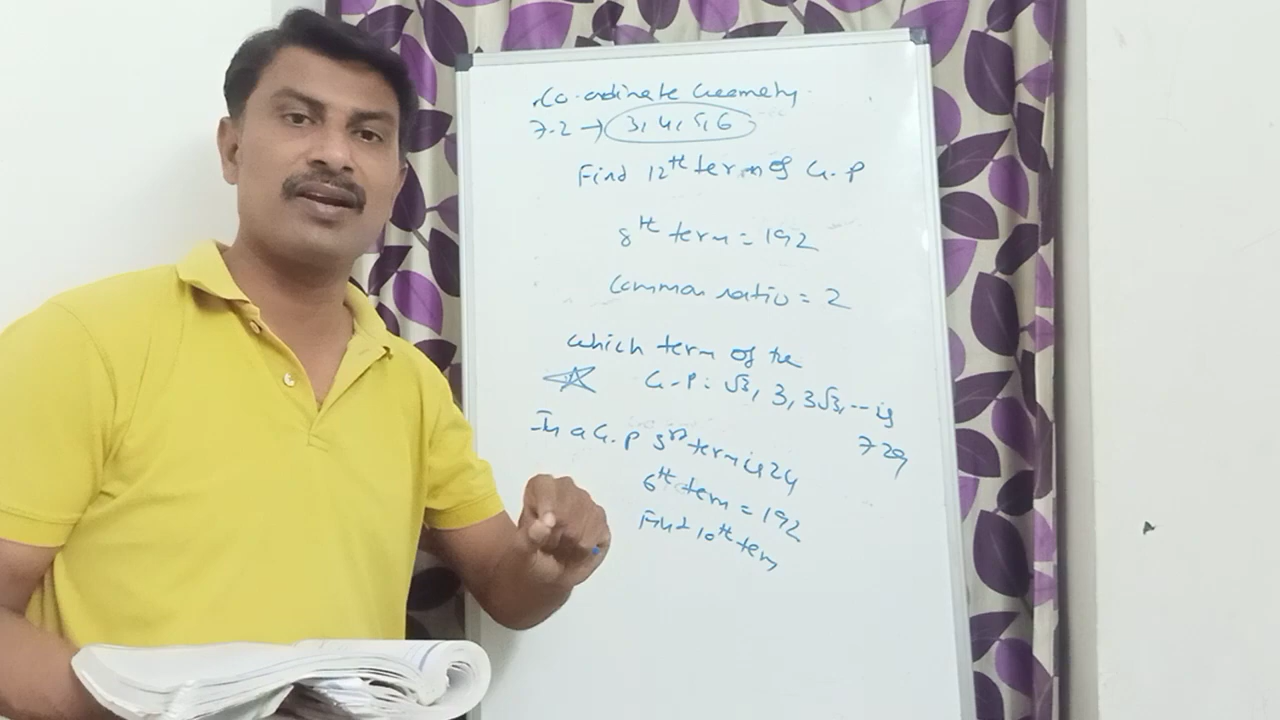 Co-ordinate Geometry.
7.2 → 3, 4, 5, 6
Find 12th term of G.P
8th term = 192
Common ratio = 2
which term of the
G.P: √3, 3, 3√3, -- is
729
In a G.P 3rd term is 24
6th term = 192
Find 10th term